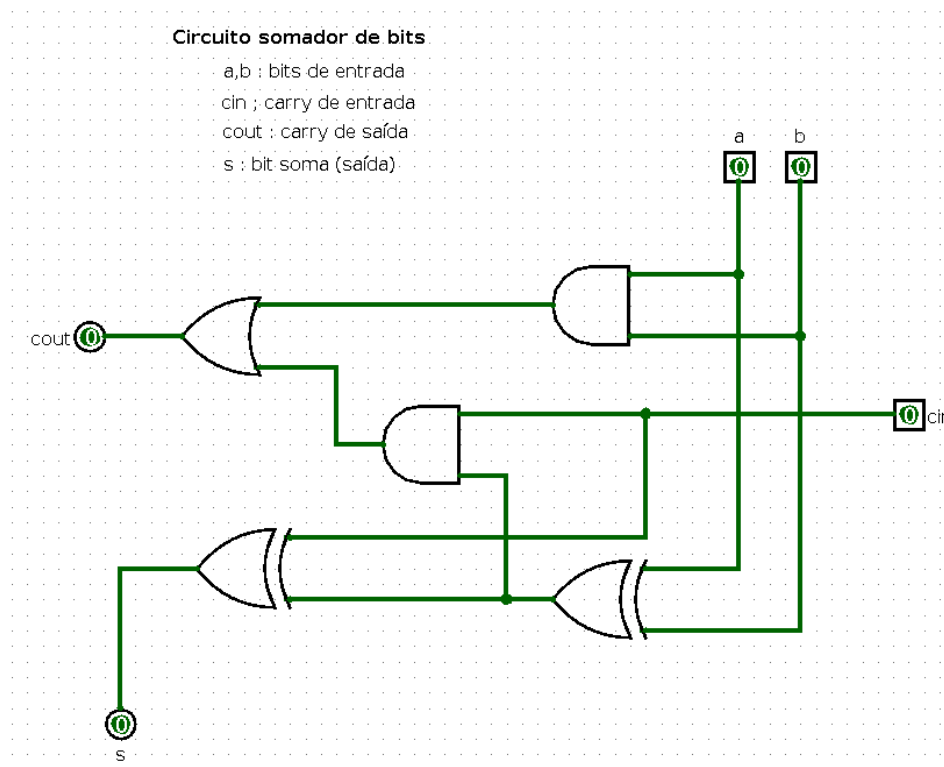 Circuito somador de bits
a,b : bits de entrada
cin ; carry de entrada
cout : carry de saída
s : bit soma (saída)
a b
0 0
cout 0
0 cin
0
s